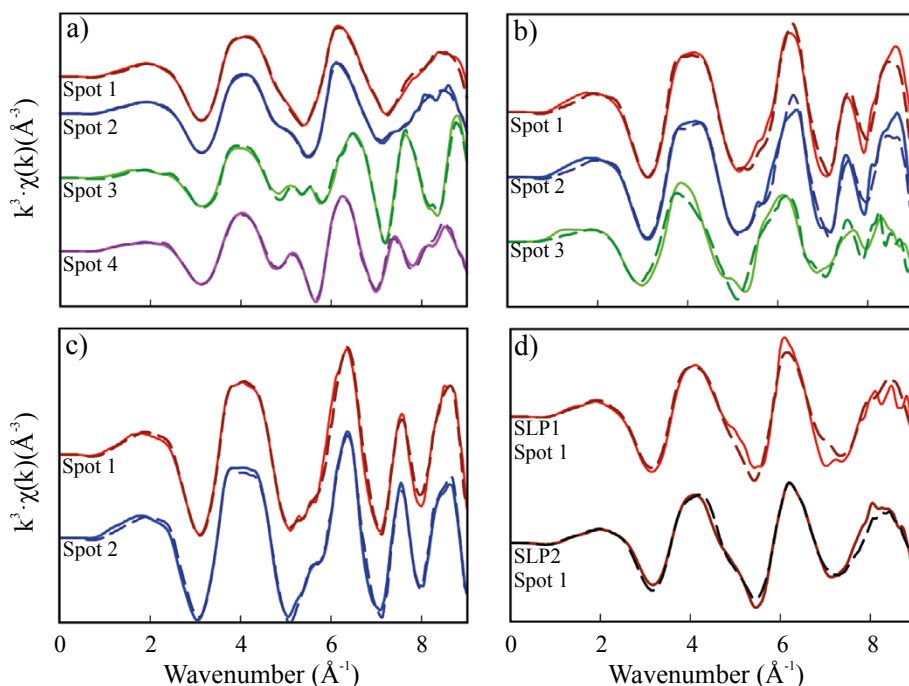 a)
Spot 1
Spot 2
Spot 3
Spot 4
b)
Spot 1
Spot 2
Spot 3
k³·χ(k)(Å⁻³)
c)
Spot 1
Spot 2
d)
SLP1
Spot 1
SLP2
Spot 1
k³·χ(k)(Å⁻³)
0 2 4 6 8
0 2 4 6 8
Wavenumber (Å⁻¹)
Wavenumber (Å⁻¹)